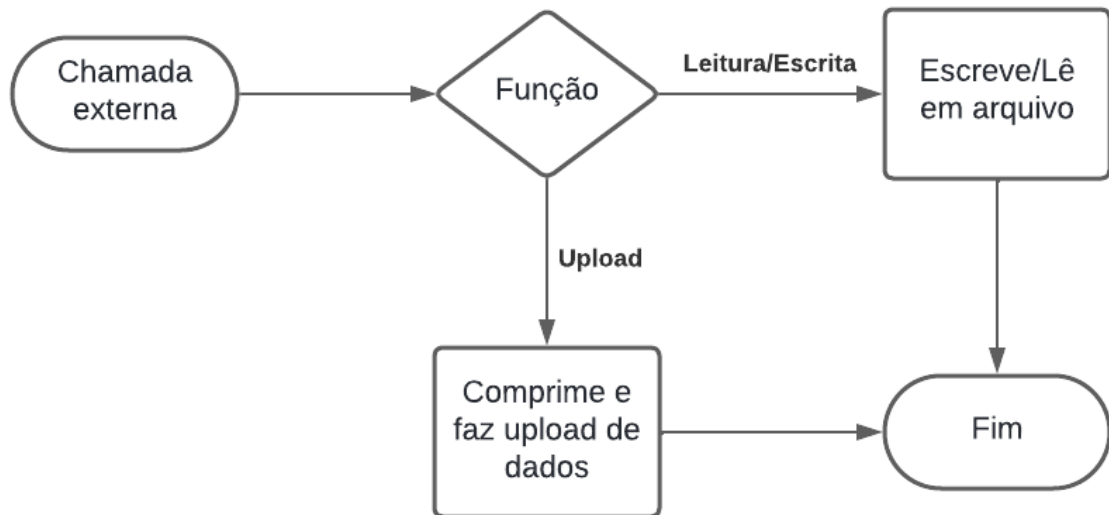 Chamada
externa
Função
Leitura/Escrita
Escreve/Lê
em arquivo
Upload
Comprime e
faz upload de
dados
Fim